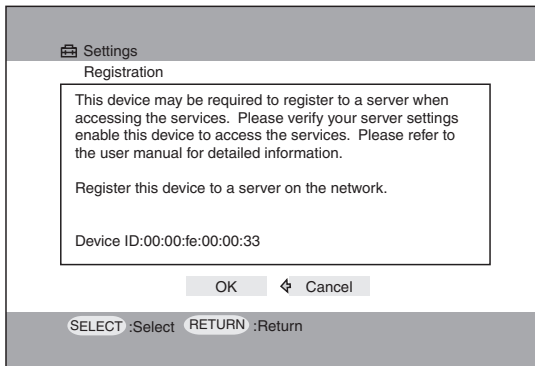 Settings
Registration
This device may be required to register to a server when
accessing the services. Please verify your server settings
enable this device to access the services. Please refer to
the user manual for detailed information.
Register this device to a server on the network.
Device ID:00:00:fe:00:00:33
OK Cancel
SELECT :Select RETURN :Return